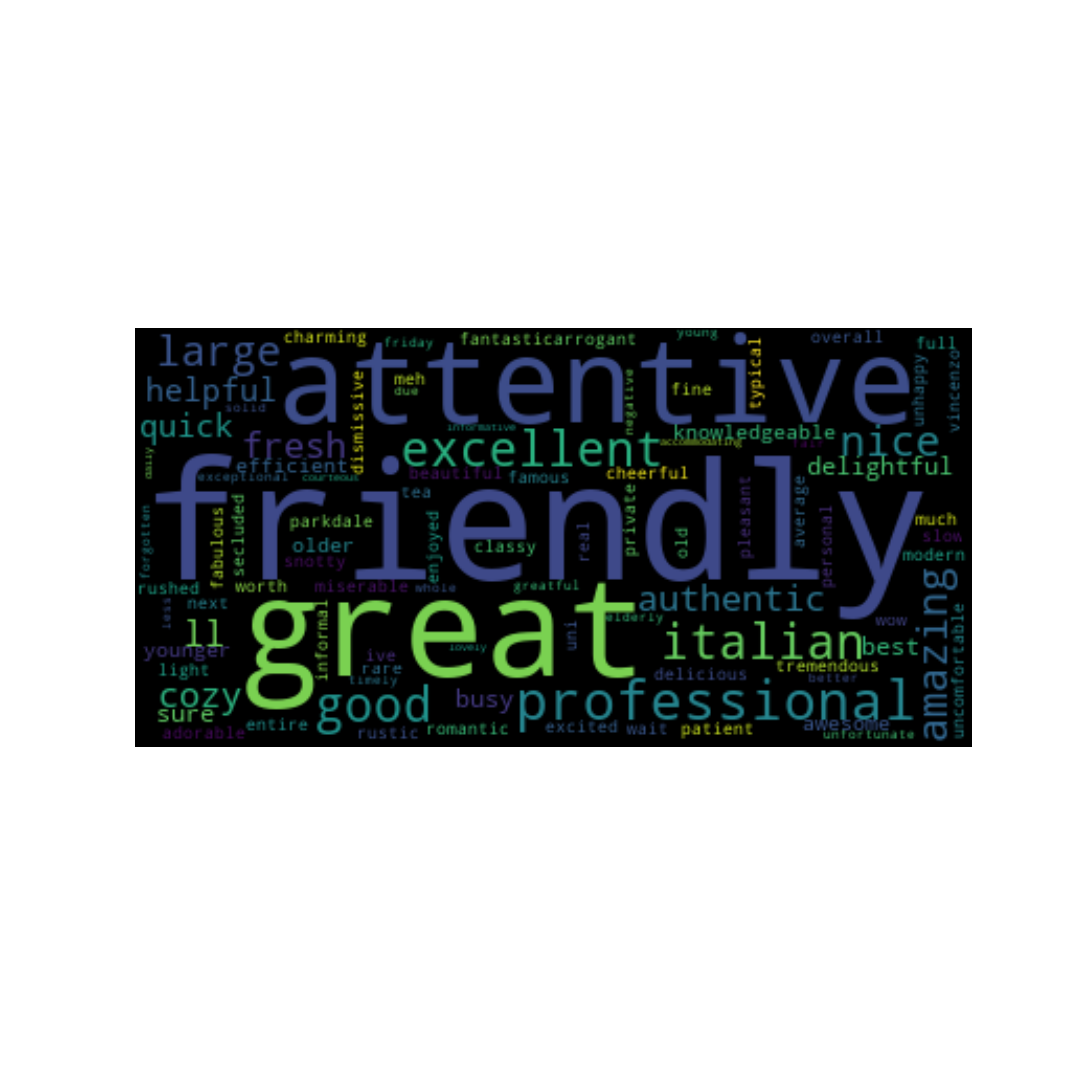 charming
friday
fantasticarrogant
young
overall
full
large
attentive
typical
helpful
meh
due
fine
negative
unhappy
vincenzo
solid
dismissive
quick
informative
knowledgeable
accommodating
nice
fresh
excellent
daily
efficient
exceptional
courteout
beautiful
famous
cheerful
delightful
friendly
tea
forgotten
fabulous
secluded
parkdale
older
snotty
enjoyed
classy
real
private
old
pleasant
average
personal
much
slow
modern
rushed
worth
miserable
whole
greatful
great
authentic
amazing
uncomfortable
less
next
ll
informal
elderly
uni
wow
italian
best
younger
ive
lovely
light
rare
timely
delicious
tremendous
better
cozy
sure
good
busy
professional
awesome
adorable
entire
rustic
romantic
excited
wait
patient
unfortunate